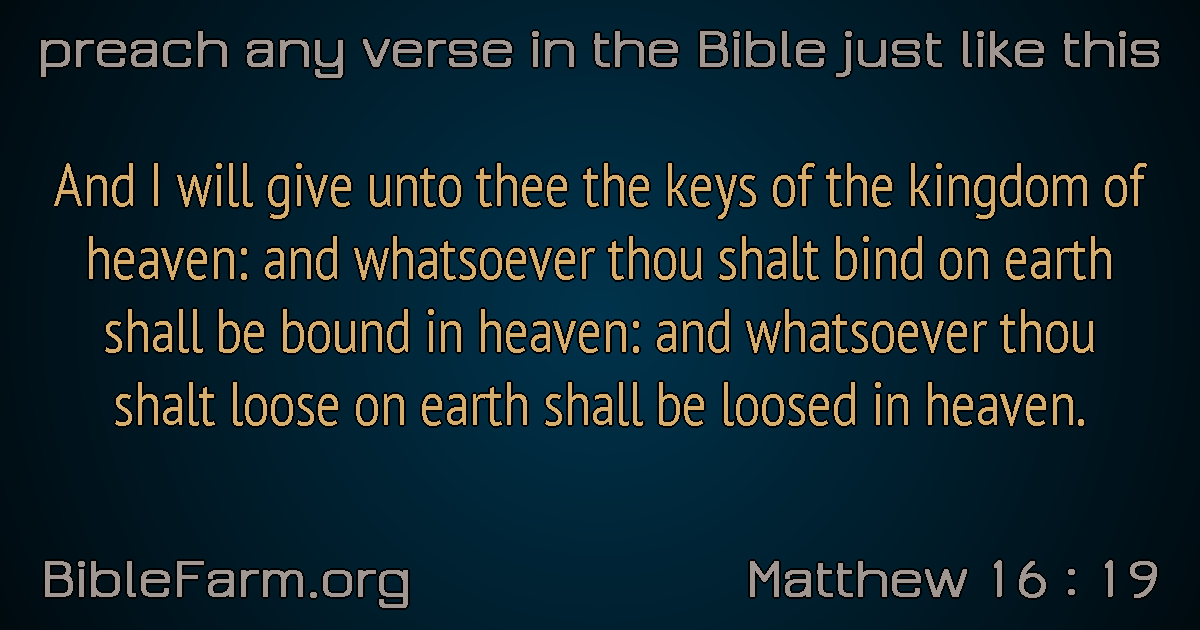 preach any verse in the Bible just like this
And I will give unto thee the keys of the kingdom of
heaven: and whatsoever thou shalt bind on earth
shall be bound in heaven: and whatsoever thou
shalt loose on earth shall be loosed in heaven.
BibleFarm.org
Matthew 16 : 19